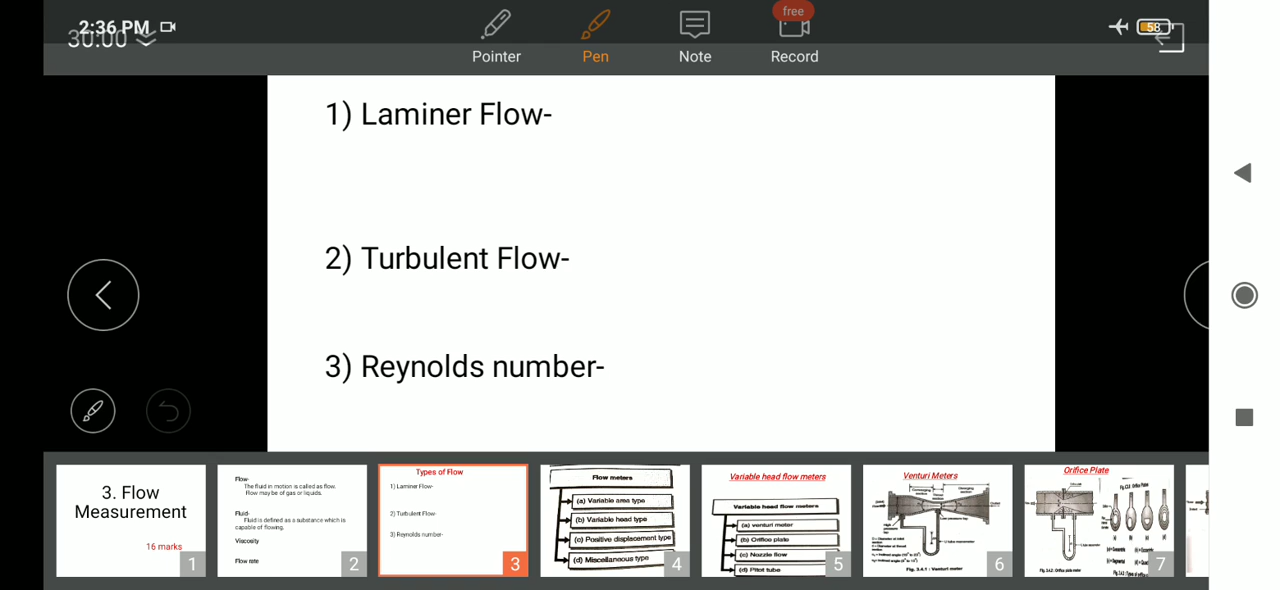 2:36 PM
30:00
free
58
Pointer
Pen
Note
Record
1) Laminer Flow-
2) Turbulent Flow-
3) Reynolds number-
3. Flow
Measurement
16 marks
1
Flow-
The fluid in motion is called as flow.
Flow may be of gas or liquids.
Fluid-
Fluid is defined as a substance which is
capable of flowing.
Viscosity
Flow rate
2
Types of Flow
1) Laminer Flow-
2) Turbulent Flow-
3) Reynolds number-
3
Flow meters
(a) Variable area type
(b) Variable head type
(c) Positive displacement type
(d) Miscellaneous type
4
Variable head flow meters
Variable head flow meters
(a) venturi meter
(b) Orifice plate
(c) Nozzle flow
(d) Pitot tube
5
Venturi Meters
Fig. 3.4.1 : Venturi meter
6
Orifice Plate
7